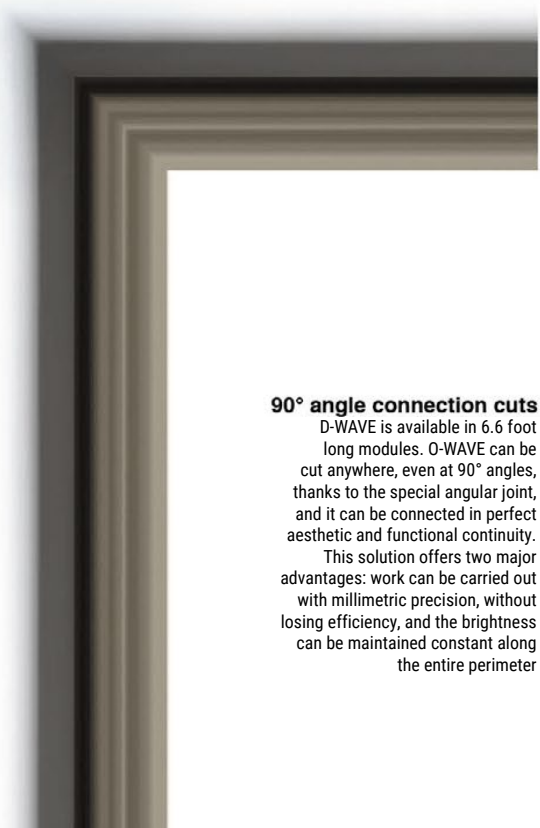 90° angle connection cuts
D-WAVE is available in 6.6 foot
long modules. O-WAVE can be
cut anywhere, even at 90° angles,
thanks to the special angular joint,
and it can be connected in perfect
aesthetic and functional continuity.
This solution offers two major
advantages: work can be carried out
with millimetric precision, without
losing efficiency, and the brightness
can be maintained constant along
the entire perimeter